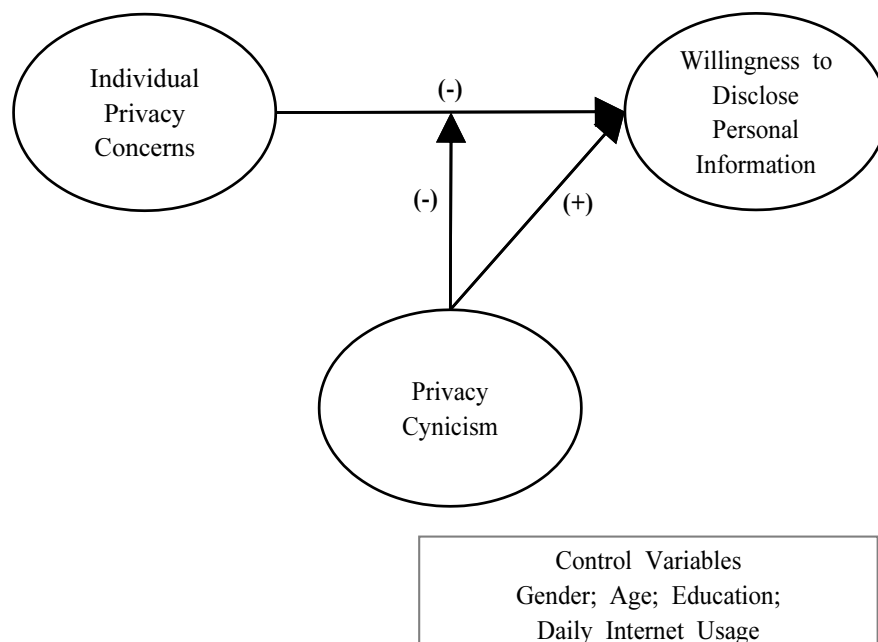 Individual
Privacy
Concerns
(-)
Willingness to
Disclose
Personal
Information
(-)
(+)
Privacy
Cynicism
Control Variables
Gender; Age; Education;
Daily Internet Usage